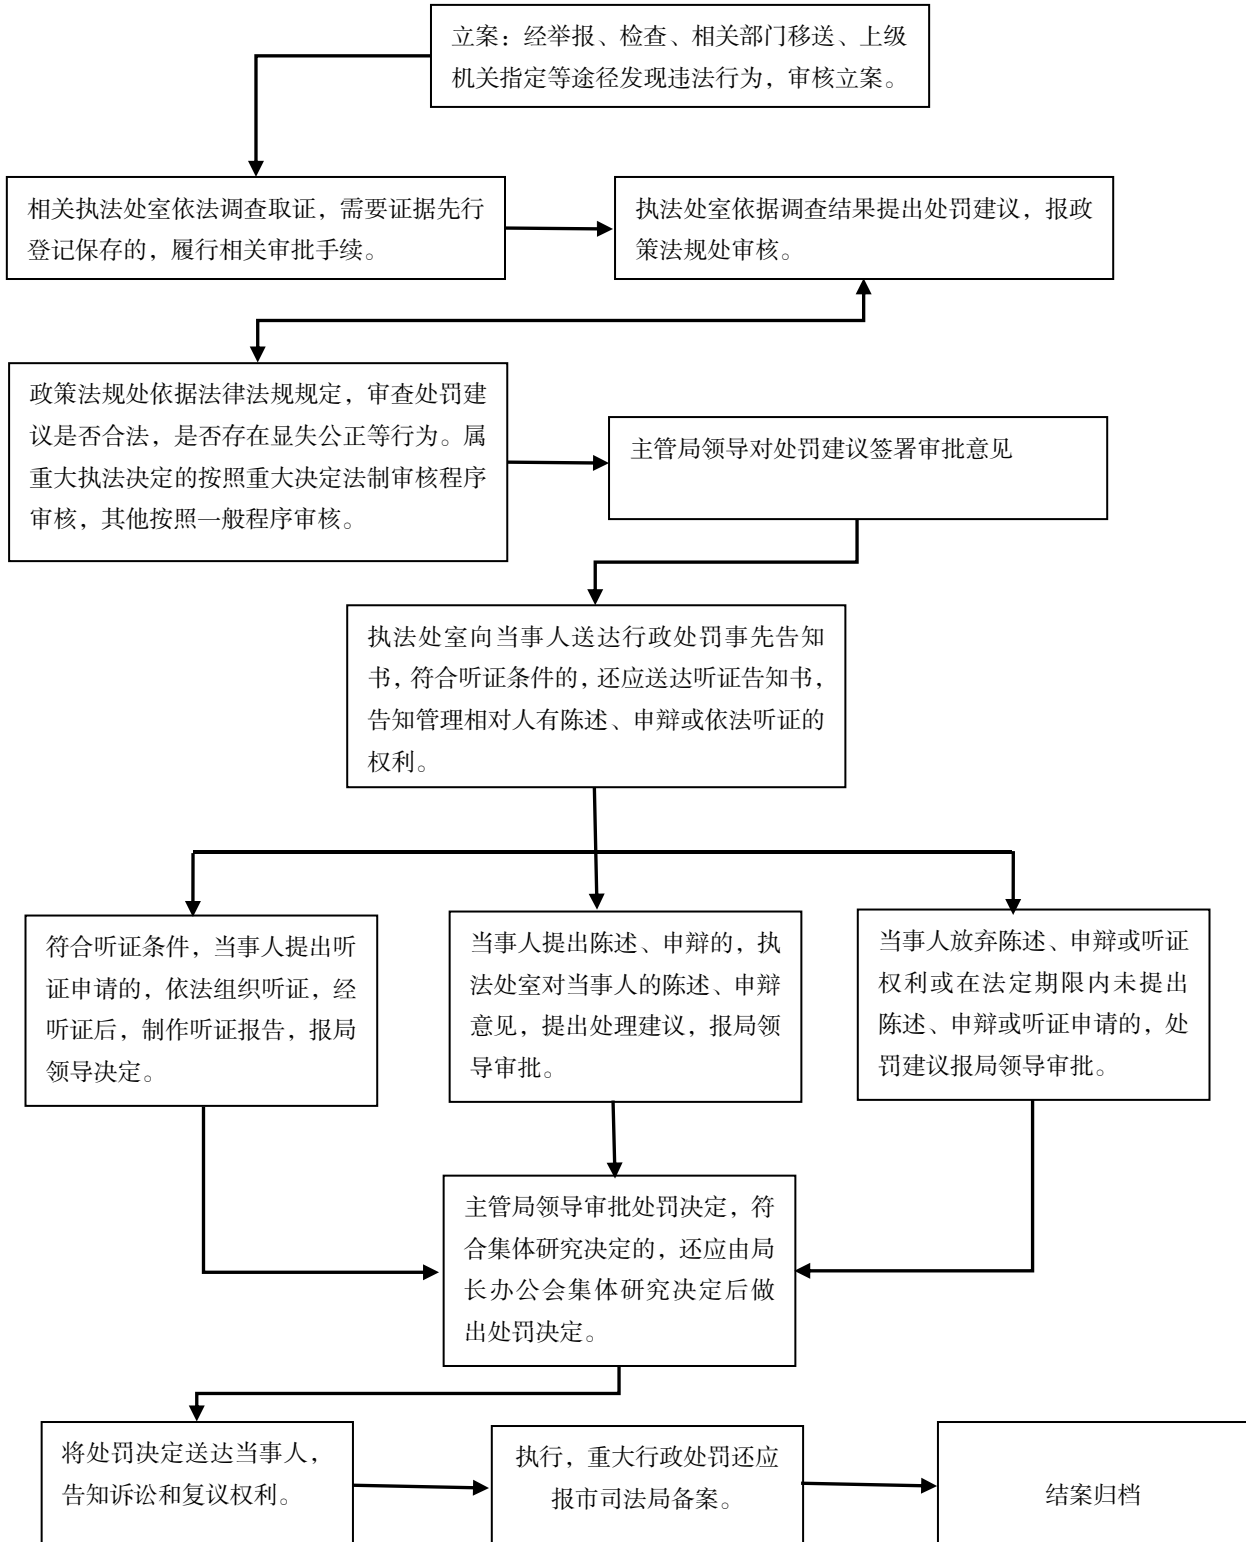 立案：经举报、检查、相关部门移送、上级
机关指定等途径发现违法行为，审核立案。
相关执法处室依法调查取证，需要证据先行
登记保存的，履行相关审批手续。
执法处室依据调查结果提出处罚建议，报政
策法规处审核。
政策法规处依据法律法规规定，审查处罚建
议是否合法，是否存在显失公正等行为。属
重大执法决定的按照重大决定法制审核程序
审核，其他按照一般程序审核。
主管局领导对处罚建议签署审批意见
执法处室向当事人送达行政处罚事先告知
书，符合听证条件的，还应送达听证告知书，
告知管理相对人有陈述、申辩或依法听证的
权利。
符合听证条件，当事人提出听
证申请的，依法组织听证，经
听证后，制作听证报告，报局
领导决定。
当事人提出陈述、申辩的，执
法处室对当事人的陈述、申辩
意见，提出处理建议，报局领
导审批。
当事人放弃陈述、申辩或听证
权利或在法定期限内未提出
陈述、申辩或听证申请的，处
罚建议报局领导审批。
主管局领导审批处罚决定，符
合集体研究决定的，还应由局
长办公会集体研究决定后做
出处罚决定。
将处罚决定送达当事人，
告知诉讼和复议权利。
执行，重大行政处罚还应
报市司法局备案。
结案归档